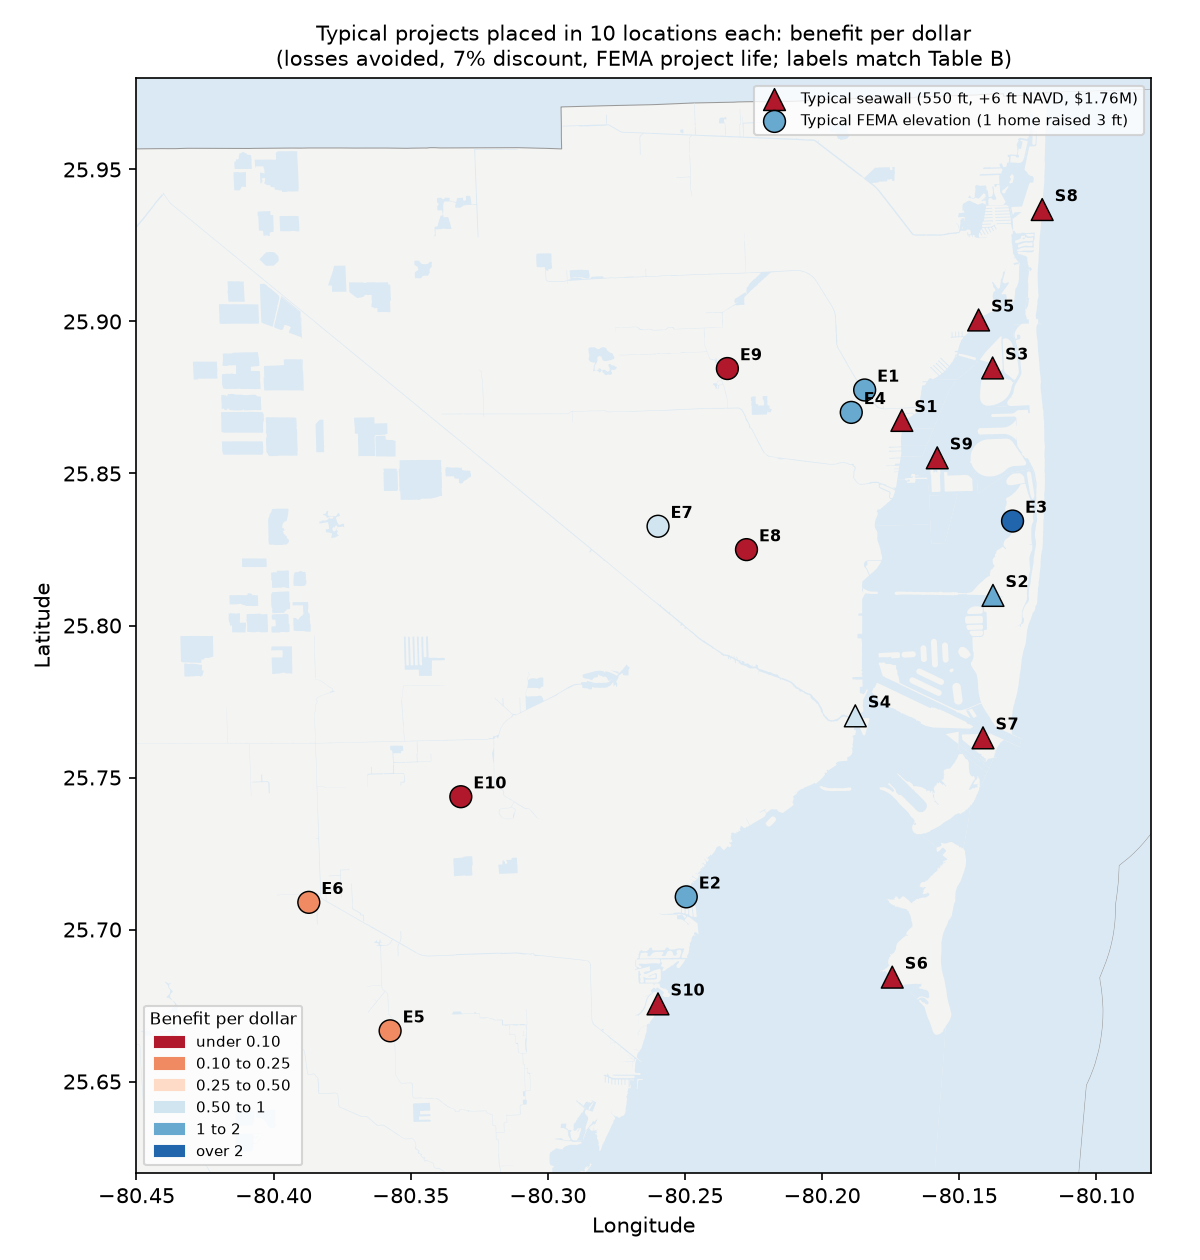 Typical projects placed in 10 locations each: benefit per dollar
(losses avoided, 7% discount, FEMA project life; labels match Table B)
Typical seawall (550 ft, +6 ft NAVD, $1.76M)
Typical FEMA elevation (1 home raised 3 ft)
25.95
S8
25.90
S5
S3
E9
E1
E4
S1
S9
25.85
E3
E7
E8
S2
25.80
Latitude
S4
S7
25.75
E10
E6
E2
25.70
S6
S10
E5
Benefit per dollar
under 0.10
0.10 to 0.25
0.25 to 0.50
0.50 to 1
1 to 2
over 2
25.65
−80.45
−80.40
−80.35
−80.30
−80.25
−80.20
−80.15
−80.10
Longitude